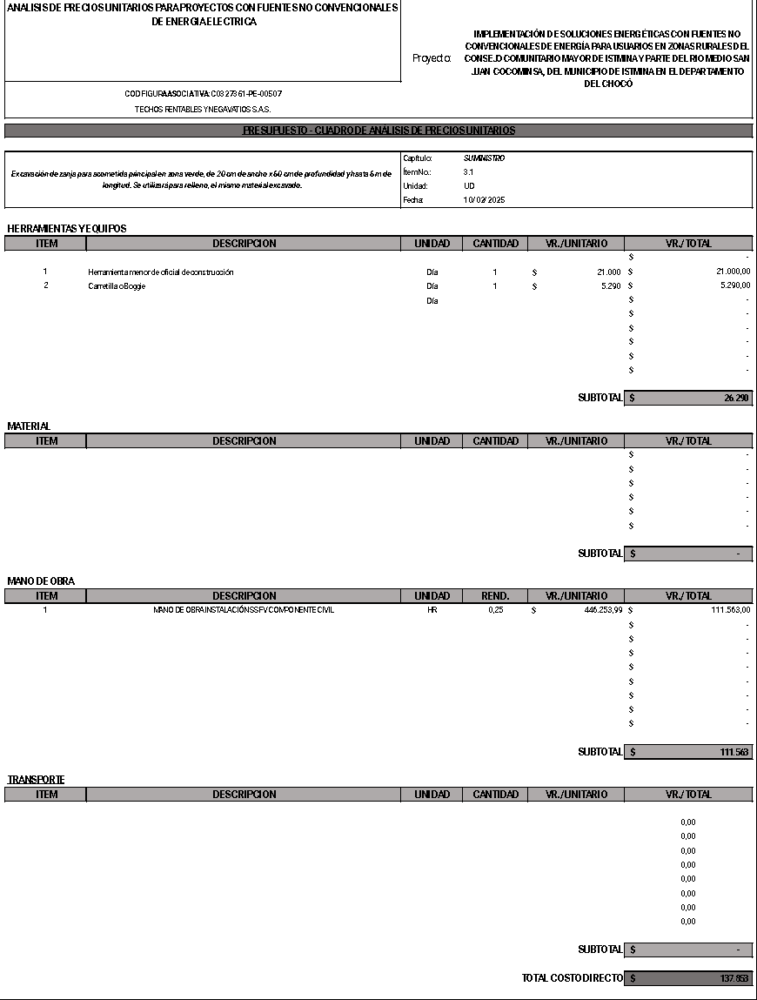 ANALISIS DE PRECIOS UNITARIOS PARA PROYECTOS CON FUENTES NO CONVENCIONALES
DE ENERGIA ELECTRICA
Proyecto:
IMPLEMENTACIÓN DE SOLUCIONES ENERGÉTICAS CON FUENTES NO
CONVENCIONALES DE ENERGÍA PARA USUARIOS EN ZONAS RURALES DEL
CONSEJO COMUNITARIO MAYOR DE ISTMINA Y PARTE DEL RIO MEDIO SAN
JUAN COCOMINSA, DEL MUNICIPIO DE ISTMINA EN EL DEPARTAMENTO
DEL CHOCÓ
COD FIGURA ASOCIATIVA: C0327361-PE-00507
TECHOS RENTABLES Y NEGAVATIOS S.A.S.
PRESUPUESTO - CUADRO DE ANÁLISIS DE PRECIOS UNITARIOS
Excavación de zanja para acometida principal en zona verde, de 20 cm de ancho x 60 cm de profundidad y hasta 6 m de
longitud. Se utilizará para relleno, el mismo material excavado.
Capítulo: SUMINISTRO
Ítem No.: 3.1
Unidad: UD
Fecha: 10/02/2025
HERRAMIENTAS Y EQUIPOS
ITEM DESCRIPCION UNIDAD CANTIDAD VR./UNITARIO VR./TOTAL
$ -
1 Herramienta menor de oficial de construcción Día 1 $ 21.000 $ 21.000,00
2 Carretilla o Boggie Día 1 $ 5.290 $ 5.290,00
Día $ -
$ -
$ -
$ -
$ -
$ -
SUBTOTAL $ 26.290
MATERIAL
ITEM DESCRIPCION UNIDAD CANTIDAD VR./UNITARIO VR./TOTAL
$ -
$ -
$ -
$ -
$ -
$ -
SUBTOTAL $ -
MANO DE OBRA
ITEM DESCRIPCION UNIDAD REND. VR./UNITARIO VR./TOTAL
1 MANO DE OBRA INSTALACIÓN SSFV COMPONENTE CIVIL HR 0,25 $ 446.253,99 $ 111.563,00
$ -
$ -
$ -
$ -
$ -
$ -
$ -
$ -
SUBTOTAL $ 111.563
TRANSPORTE
ITEM DESCRIPCION UNIDAD CANTIDAD VR./UNITARIO VR./TOTAL
0,00
0,00
0,00
0,00
0,00
0,00
0,00
0,00
SUBTOTAL $ -
TOTAL COSTO DIRECTO $ 137.853